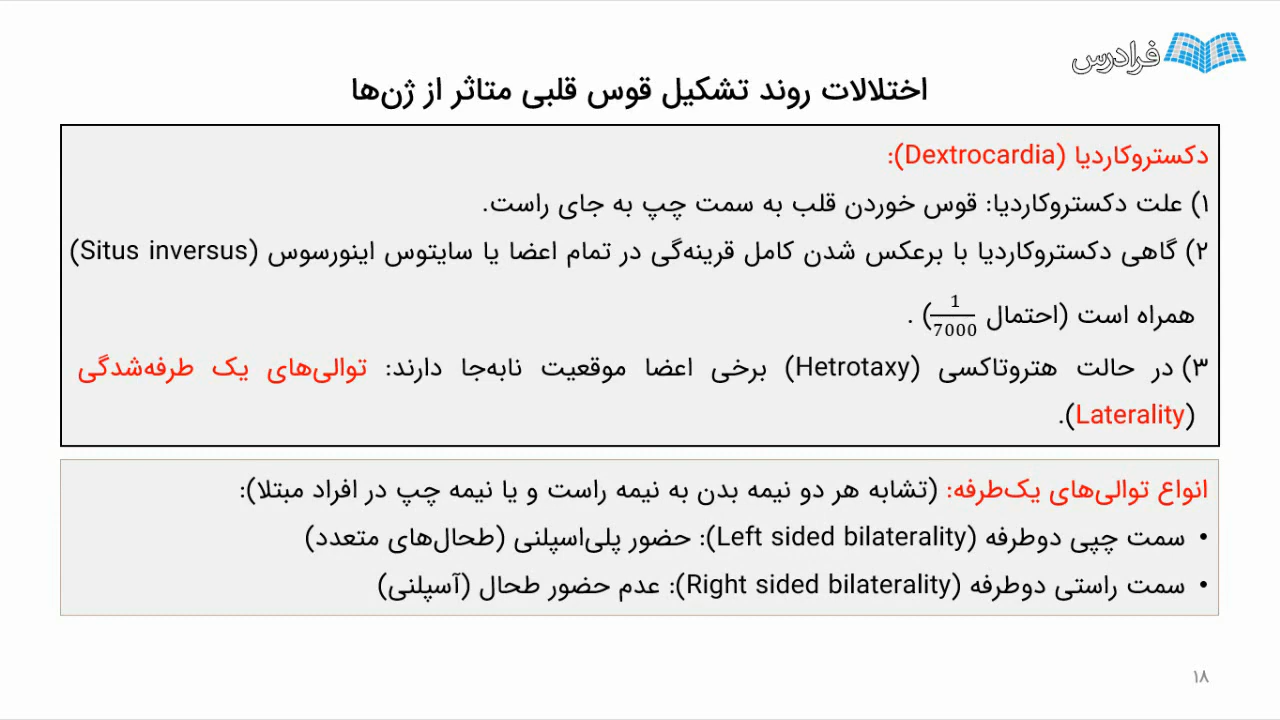 فرادرس
اختلالات روند تشکیل قوس قلبی متاثر از ژن‌ها
دکستروکاردیا (Dextrocardia):
۱) علت دکستروکاردیا: قوس خوردن قلب به سمت چپ به جای راست.
۲) گاهی دکستروکاردیا با برعکس شدن کامل قرینه‌گی در تمام اعضا یا سایتوس اینورسوس (Situs inversus)
همراه است (احتمال 1/7000) .
۳) در حالت هتروتاکسی (Hetrotaxy) برخی اعضا موقعیت نابه‌جا دارند: توالی‌های یک طرفه‌شدگی
(Laterality).
انواع توالی‌های یک‌طرفه: (تشابه هر دو نیمه بدن به نیمه راست و یا نیمه چپ در افراد مبتلا):
• سمت چپی دوطرفه (Left sided bilaterality): حضور پلی‌اسپلنی (طحال‌های متعدد)
• سمت راستی دوطرفه (Right sided bilaterality): عدم حضور طحال (آسپلنی)
۱۸